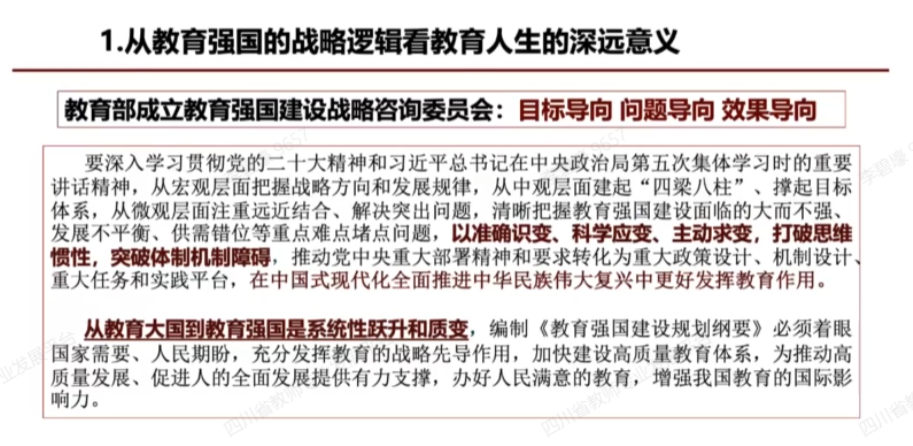 1.从教育强国的战略逻辑看教育人生的深远意义
教育部成立教育强国建设战略咨询委员会：目标导向 问题导向 效果导向
要深入学习贯彻党的二十大精神和习近平总书记在中央政治局第五次集体学习时的重要
讲话精神，从宏观层面把握战略方向和发展规律，从中观层面建起“四梁八柱”、撑起目标
体系，从微观层面注重远近结合、解决突出问题，清晰把握教育强国建设面临的大而不强、
发展不平衡、供需错位等重点难点堵点问题，以准确识变、科学应变、主动求变，打破思维
惯性，突破体制机制障碍，推动党中央重大部署精神和要求转化为重大政策设计、机制设计、
重大任务和实践平台，在中国式现代化全面推进中华民族伟大复兴中更好发挥教育作用。
从教育大国到教育强国是系统性跃升和质变，编制《教育强国建设规划纲要》必须着眼
国家需要、人民期盼，充分发挥教育的战略先导作用，加快建设高质量教育体系，为推动高
质量发展、促进人的全面发展提供有力支撑，办好人民满意的教育，增强我国教育的国际影
响力。